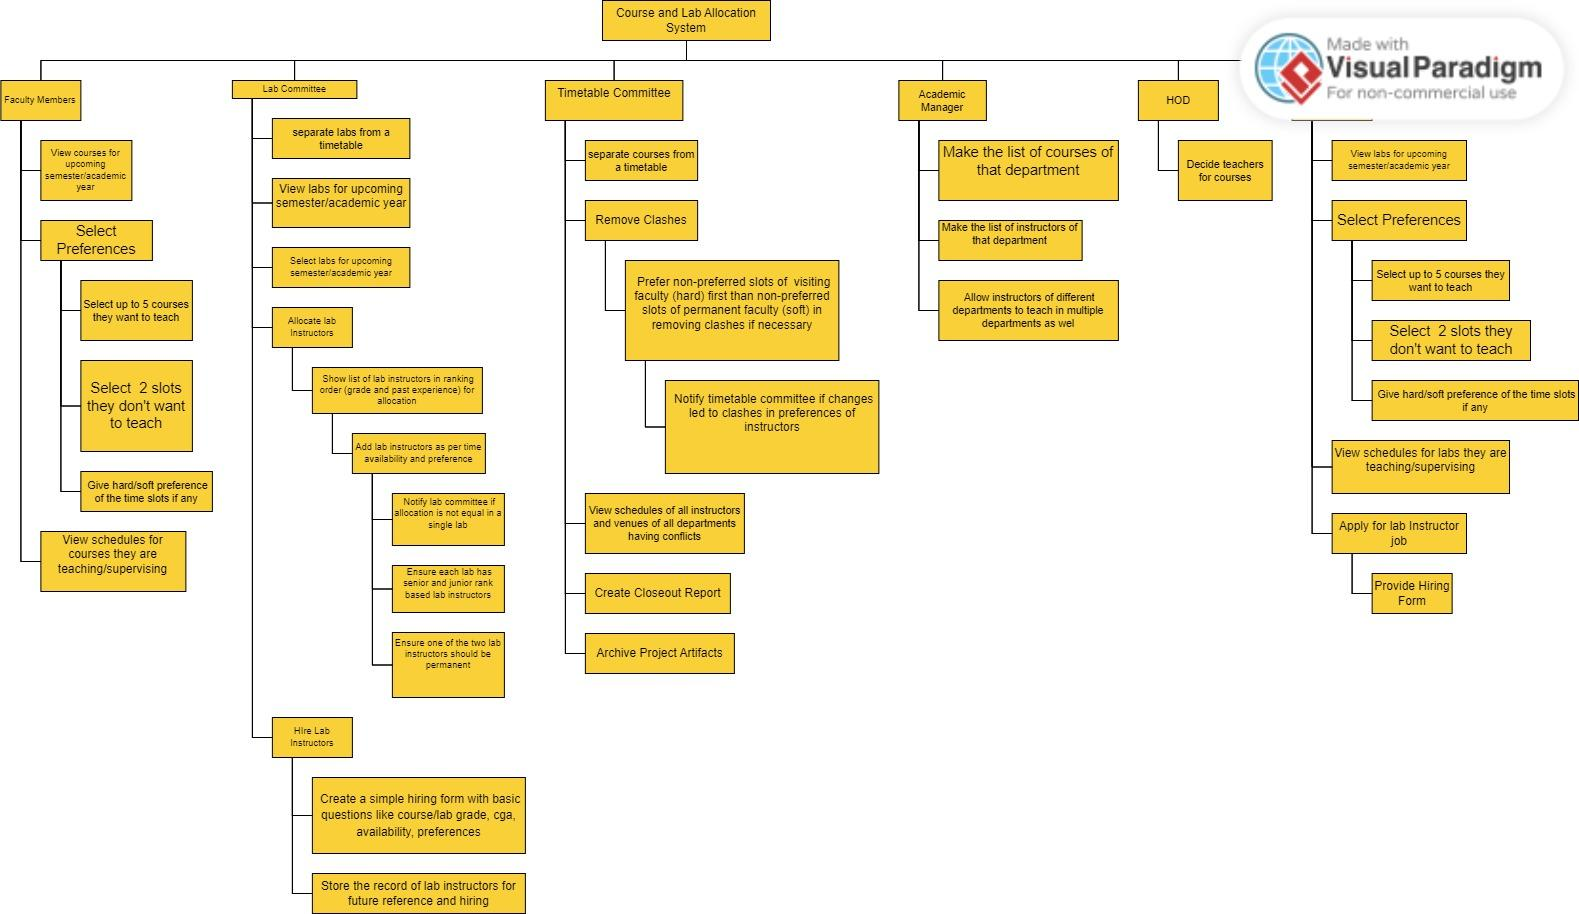 Course and Lab Allocation
System
Made with
VisualParadigm
For non-commercial use
Faculty Members
View courses for
upcoming
semester/academic
year
Select
Preferences
Select up to 5 courses
they want to teach
Select 2 slots
they don't want
to teach
Give hard/soft preference
of the time slots if any
View schedules for
courses they are
teaching/supervising
Lab Committee
separate labs from a
timetable
View labs for upcoming
semester/academic year
Select labs for upcoming
semester/academic year
Allocate lab
Instructors
Show list of lab instructors in ranking
order (grade and past experience) for
allocation
Add lab instructors as per time
availability and preference
Notify lab committee if
allocation is not equal in a
single lab
Ensure each lab has
senior and junior rank
based lab instructors
Ensure one of the two lab
instructors should be
permanent
HIre Lab
Instructors
Create a simple hiring form with basic
questions like course/lab grade, cga,
availability, preferences
Store the record of lab instructors for
future reference and hiring
Timetable Committee
separate courses from
a timetable
Remove Clashes
Prefer non-preferred slots of visiting
faculty (hard) first than non-preferred
slots of permanent faculty (soft) in
removing clashes if necessary
Notify timetable committee if changes
led to clashes in preferences of
instructors
View schedules of all instructors
and venues of all departments
having conflicts
Create Closeout Report
Archive Project Artifacts
Academic
Manager
Make the list of courses of
that department
Make the list of instructors of
that department
Allow instructors of different
departments to teach in multiple
departments as wel
HOD
Decide teachers
for courses
View labs for upcoming
semester/academic year
Select Preferences
Select up to 5 courses they
want to teach
Select 2 slots they
don't want to teach
Give hard/soft preference of the time slots
if any
View schedules for labs they are
teaching/supervising
Apply for lab Instructor
job
Provide Hiring
Form